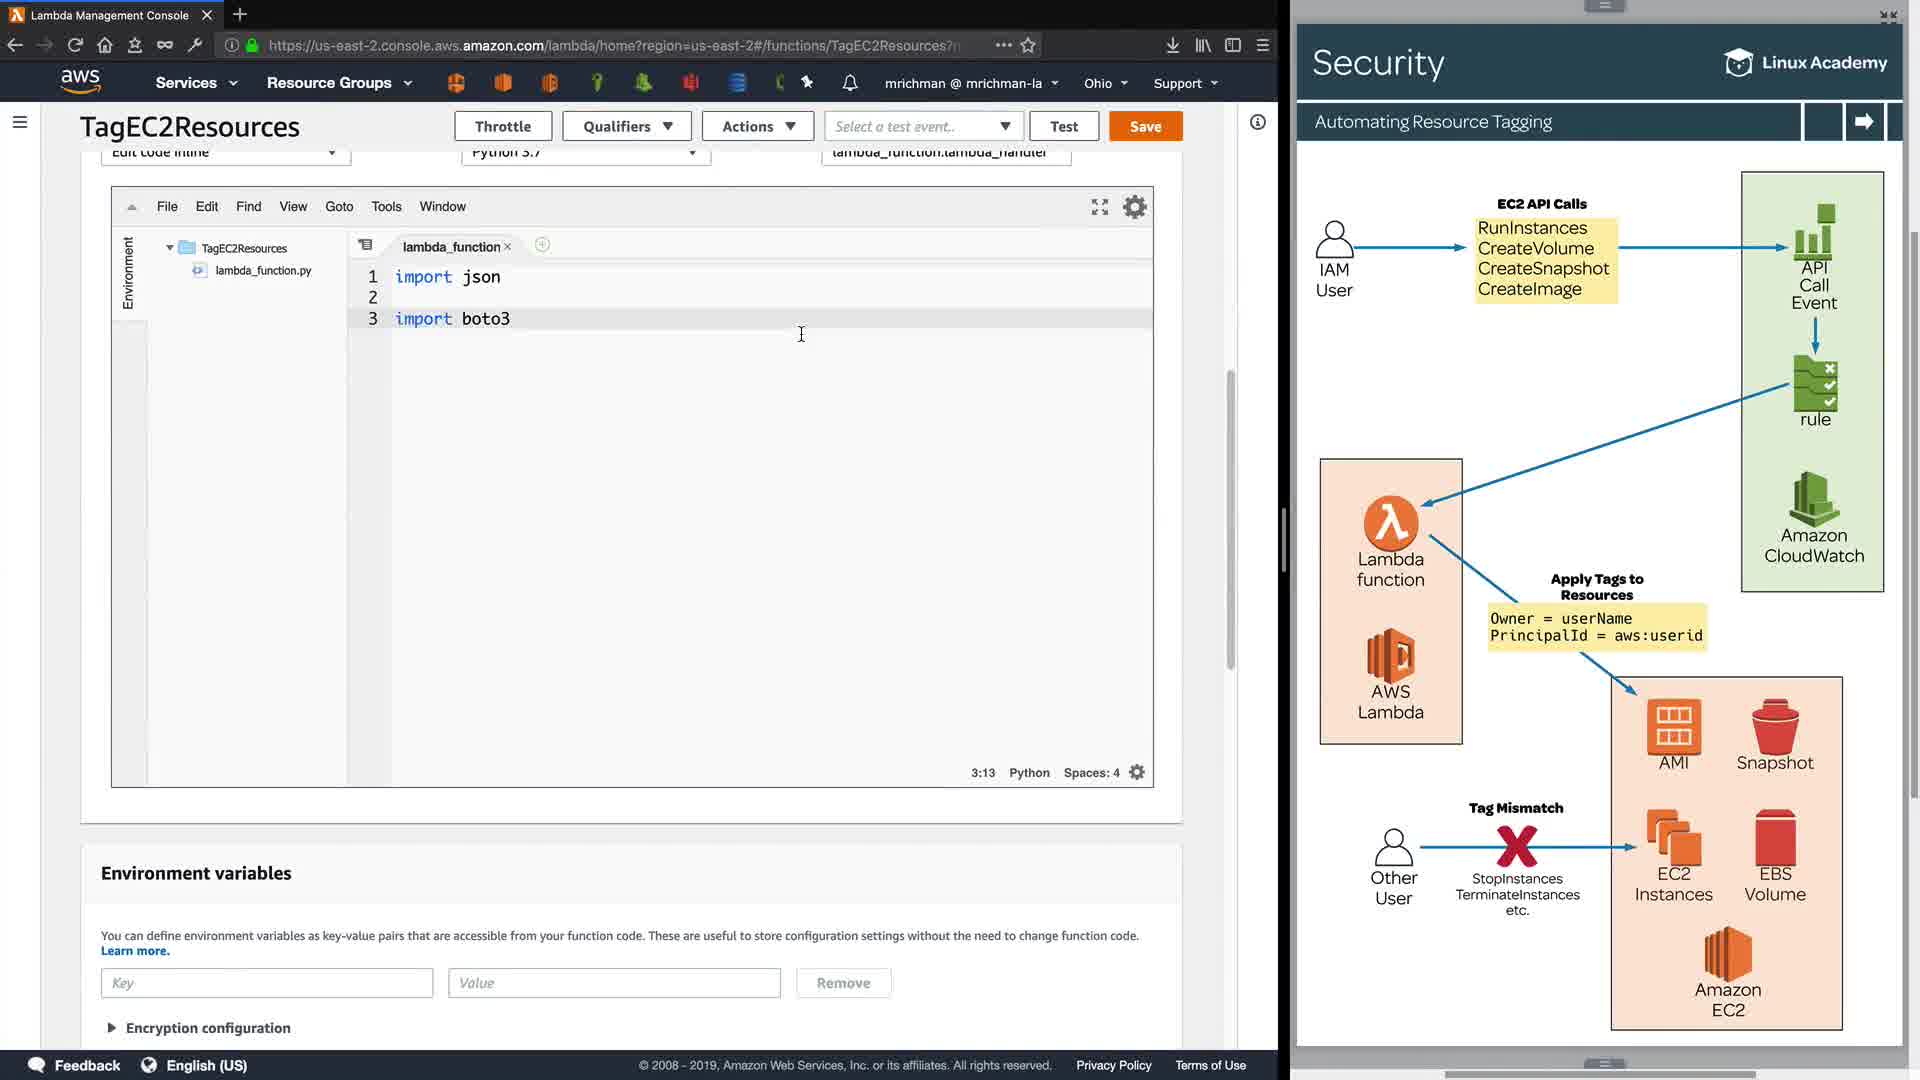 Lambda Management Console
https://us-east-2.console.aws.amazon.com/lambda/home?region=us-east-2#/functions/TagEC2Resources?
aws
Services
Resource Groups
mrichman @ mrichman-la
Ohio
Support
TagEC2Resources
Throttle
Qualifiers
Actions
Select a test event..
Test
Save
Edit code inline
Python 3.7
lambda_function.lambda_handler
File Edit Find View Goto Tools Window
Environment
TagEC2Resources
lambda_function.py
lambda_function
1 import json
2
3 import boto3
3:13 Python Spaces: 4
Environment variables
You can define environment variables as key-value pairs that are accessible from your function code. These are useful to store configuration settings without the need to change function code.
Learn more.
Key
Value
Remove
Encryption configuration
Feedback
English (US)
© 2008 - 2019, Amazon Web Services, Inc. or its affiliates. All rights reserved.
Privacy Policy
Terms of Use
Security
Linux Academy
Automating Resource Tagging
IAM
User
EC2 API Calls
RunInstances
CreateVolume
CreateSnapshot
CreateImage
API
Call
Event
rule
Amazon
CloudWatch
Lambda
function
AWS
Lambda
Apply Tags to
Resources
Owner = userName
PrincipalId = aws:userid
AMI
Snapshot
Tag Mismatch
Other
User
StopInstances
TerminateInstances
etc.
EC2
Instances
EBS
Volume
Amazon
EC2